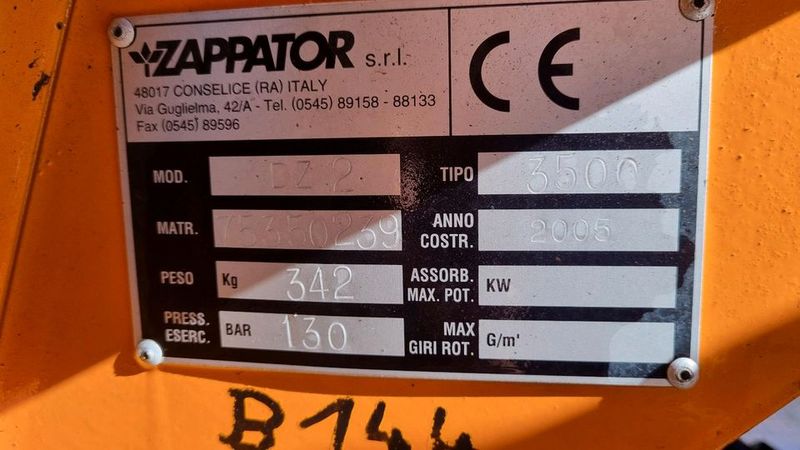 ZAPPATOR s.r.l.
48017 CONSELICE (RA) ITALY
Via Guglielma, 42/A - Tel. (0545) 89158 - 88133
Fax (0545) 89596
CE
MOD. DZ 2 TIPO 3500
MATR. 75350239 ANNO COSTR. 2005
PESO Kg 342 ASSORB. MAX. POT. KW
PRESS. ESERC. BAR 130 MAX GIRI ROT. G/m'
B 144